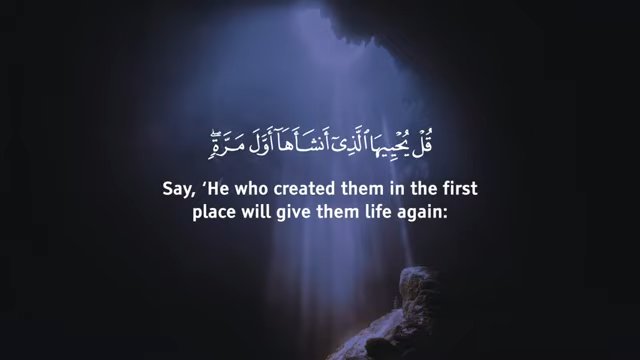 قُلْ يُحْيِيهَا ٱلَّذِىٓ أَنشَأَهَآ أَوَّلَ مَرَّةٍۢ ۖ
Say, ‘He who created them in the first
place will give them life again: